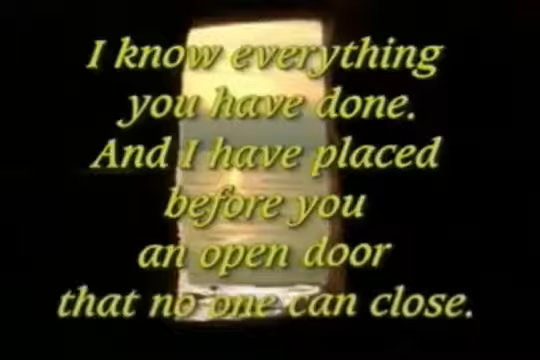 I know everything
you have done.
And I have placed
before you
an open door
that no one can close.